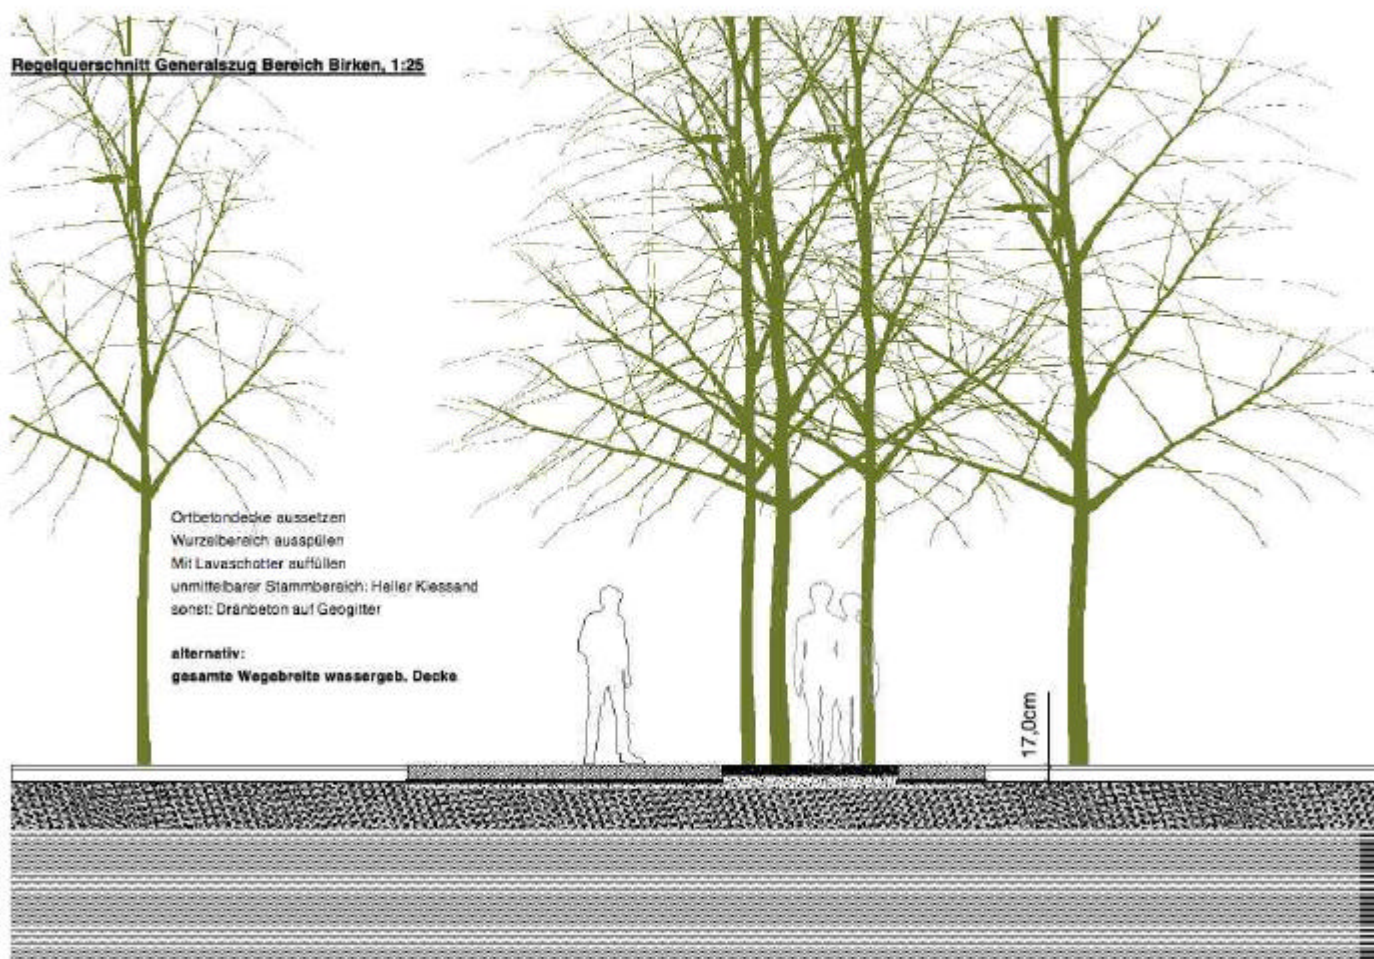 Regelquerschnitt Generalszug Bereich Birken, 1:25
Ortbetondecke aussetzen
Wurzelbereich ausspülen
Mit Lavaschotter auffüllen
unmittelbarer Stammbereich: Heller Kiessand
sonst: Dränbeton auf Geogitter
alternativ:
gesamte Wegebreite wassergeb. Decke
17,0cm